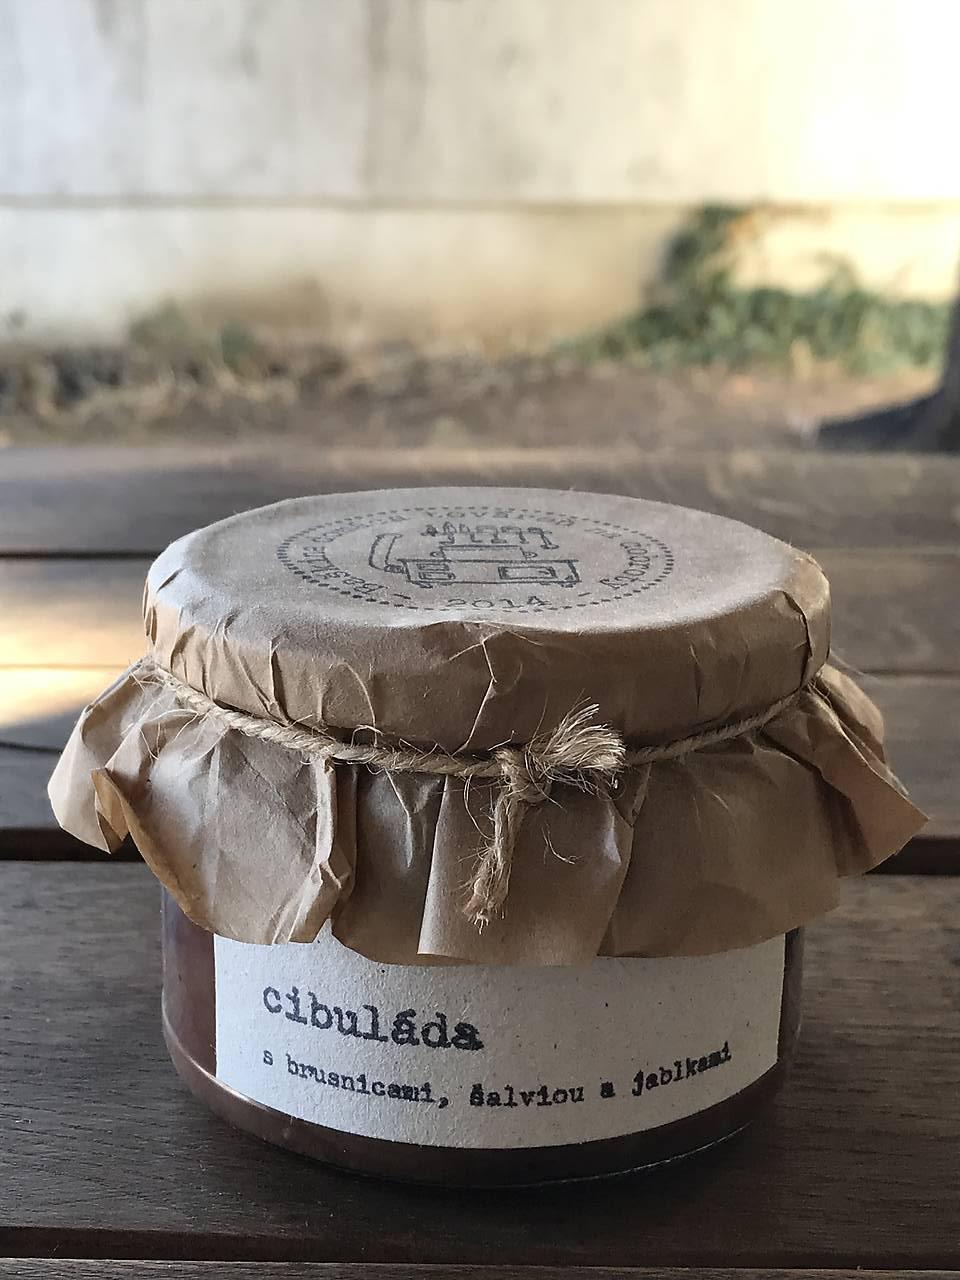 2014
cibuláda
s brusnicami, šalviou a jablkami